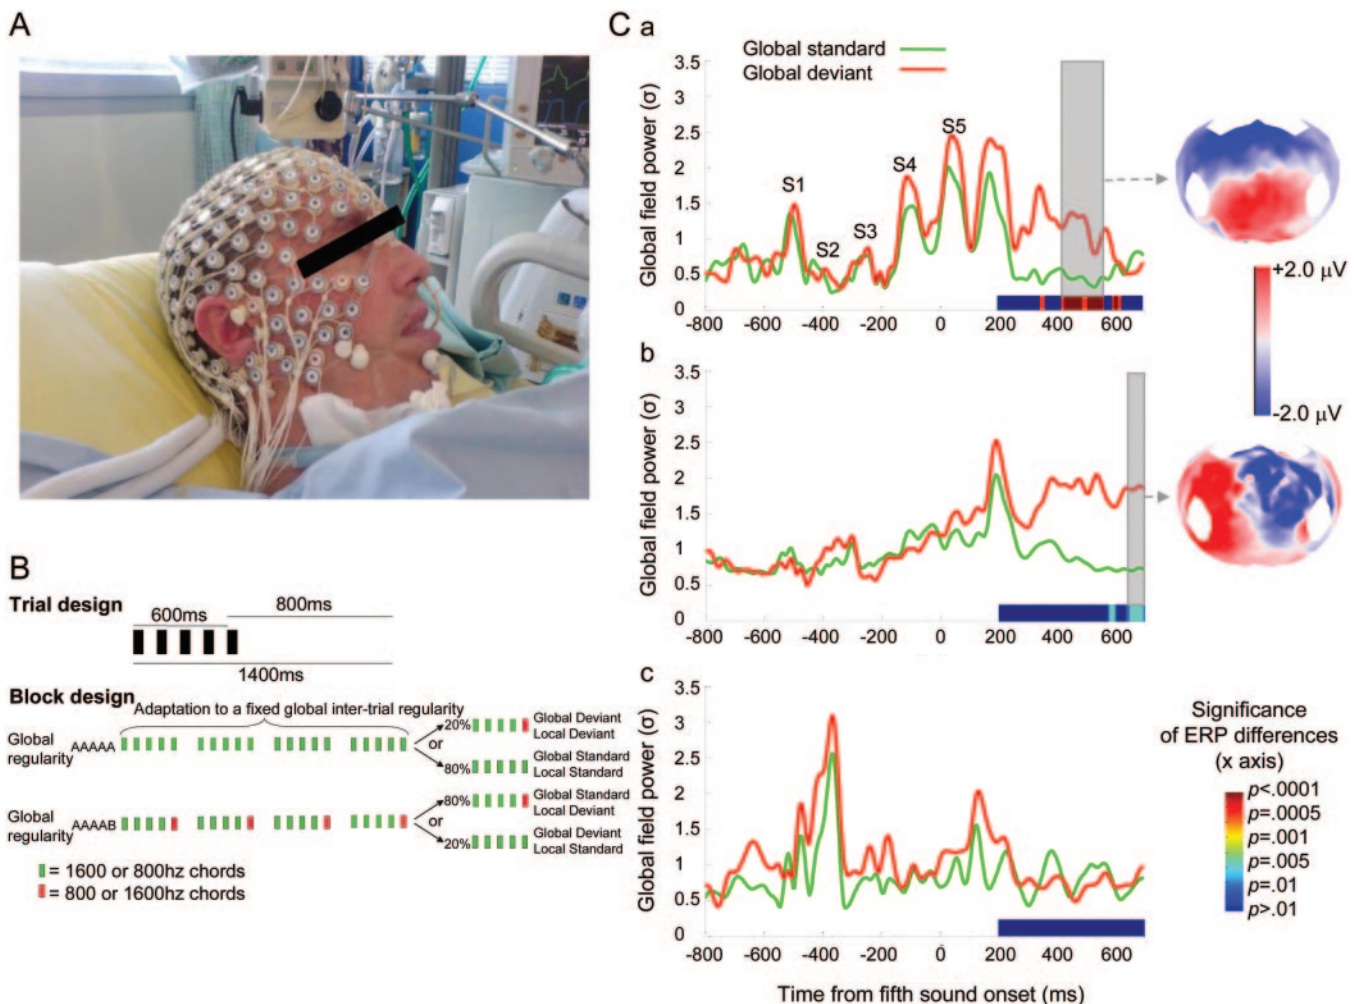 A
B
Trial design
600ms
800ms
1400ms
Block design
Adaptation to a fixed global inter-trial regularity
Global regularity
AAAAA
20%
Global Deviant
Local Deviant
or
80%
Global Standard
Local Standard
Global regularity
AAAAB
80%
Global Standard
Local Deviant
or
20%
Global Deviant
Local Standard
= 1600 or 800hz chords
= 800 or 1600hz chords
C a
Global standard
Global deviant
Global field power (σ)
3.5
3
2.5
2
1.5
1
0.5
0
S1
S2
S3
S4
S5
-800 -600 -400 -200 0 200 400 600
+2.0 µV
-2.0 µV
b
Global field power (σ)
3.5
3
2.5
2
1.5
1
0.5
0
-800 -600 -400 -200 0 200 400 600
c
Global field power (σ)
3.5
3
2.5
2
1.5
1
0.5
0
-800 -600 -400 -200 0 200 400 600
Time from fifth sound onset (ms)
Significance
of ERP differences
(x axis)
p<.0001
p=.0005
p=.001
p=.005
p=.01
p>.01